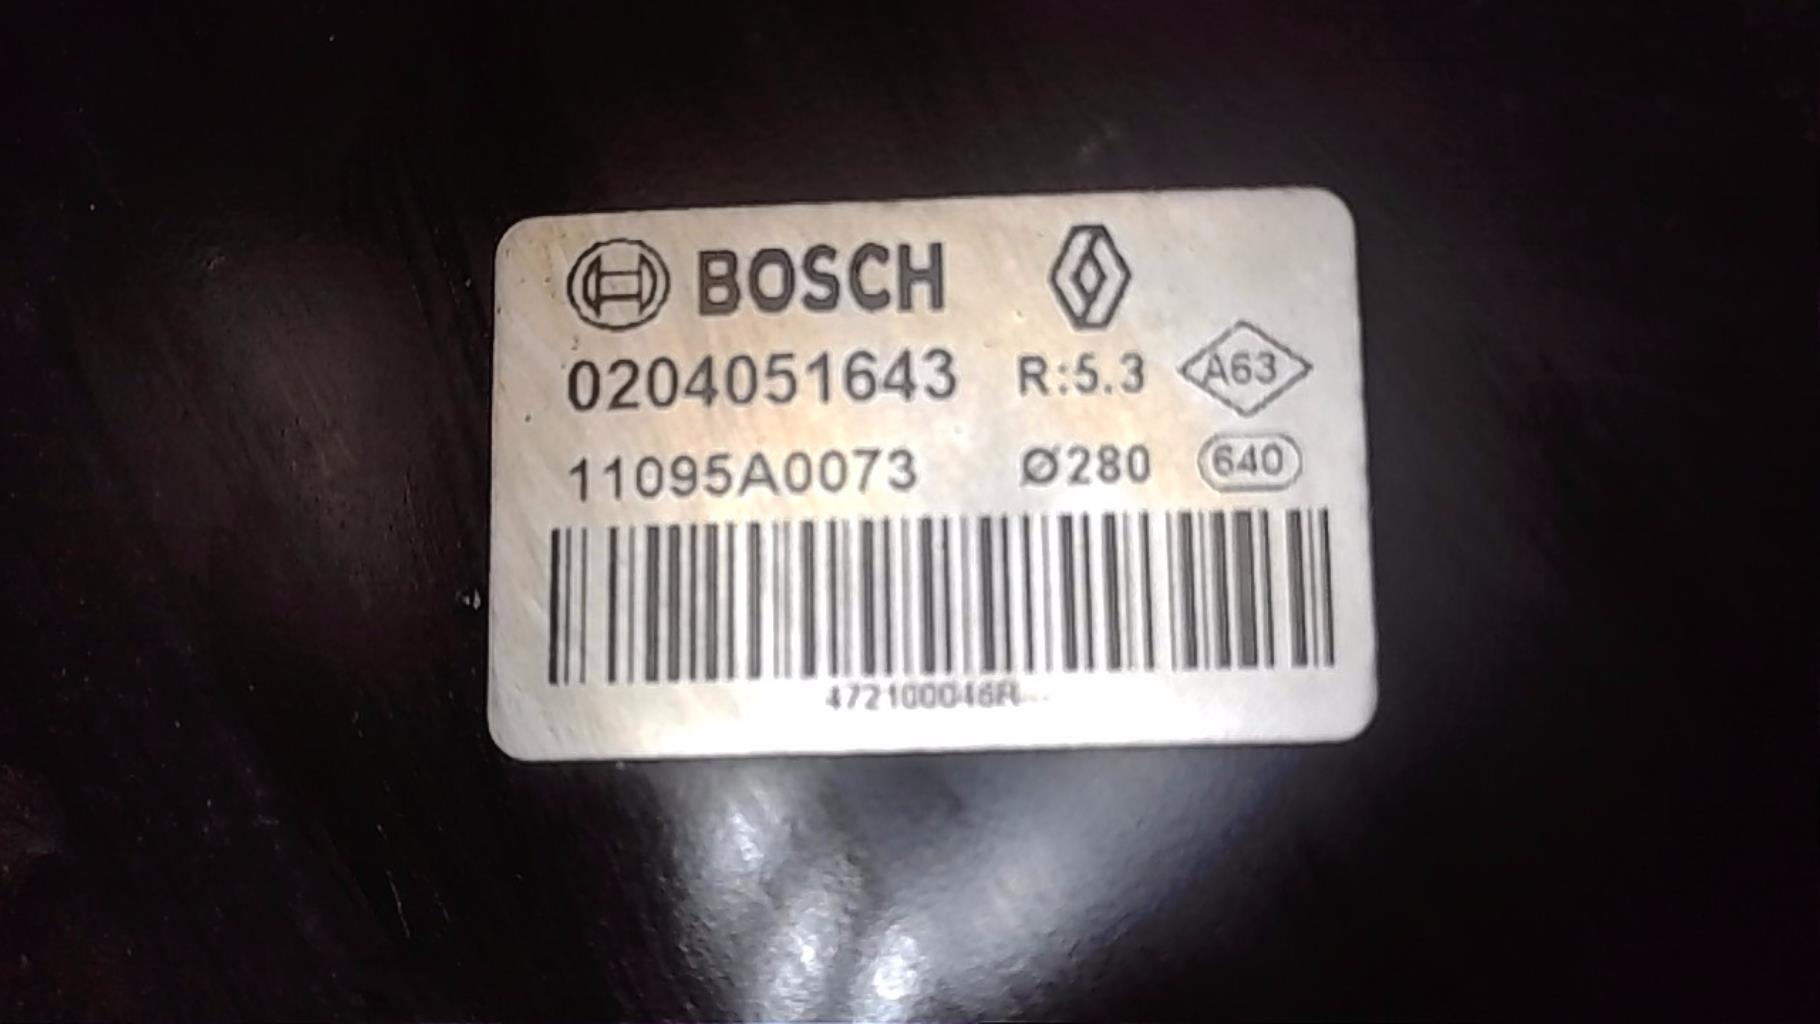 BOSCH
0204051643 R:5.3 A63
11095A0073 Ø280 640
472100046R